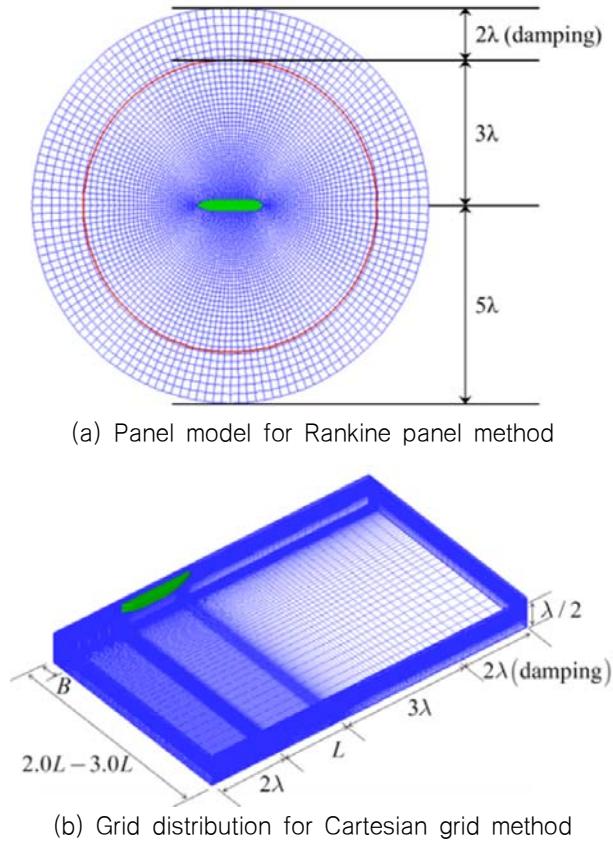 2λ (damping)
3λ
5λ
(a) Panel model for Rankine panel method
λ/2
2λ(damping)
3λ
B
L
2.0L-3.0L
2λ
(b) Grid distribution for Cartesian grid method